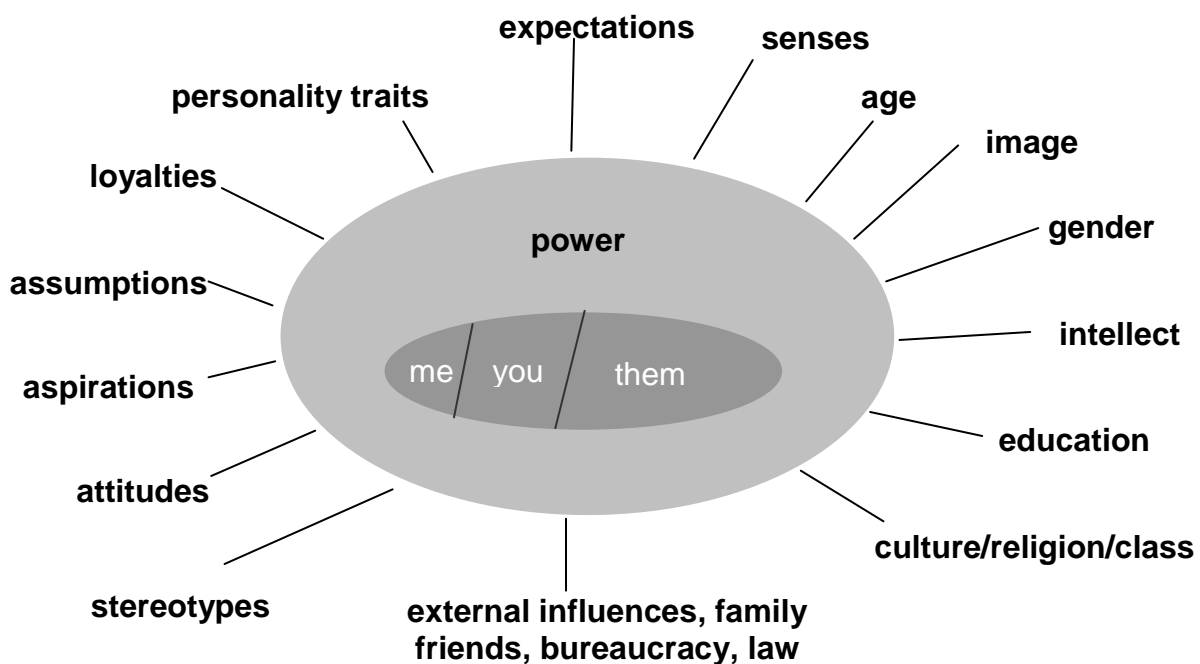 expectations
senses
personality traits
age
image
loyalties
gender
power
assumptions
intellect
me
you
them
aspirations
education
attitudes
culture/religion/class
stereotypes
external influences, family
friends, bureaucracy, law